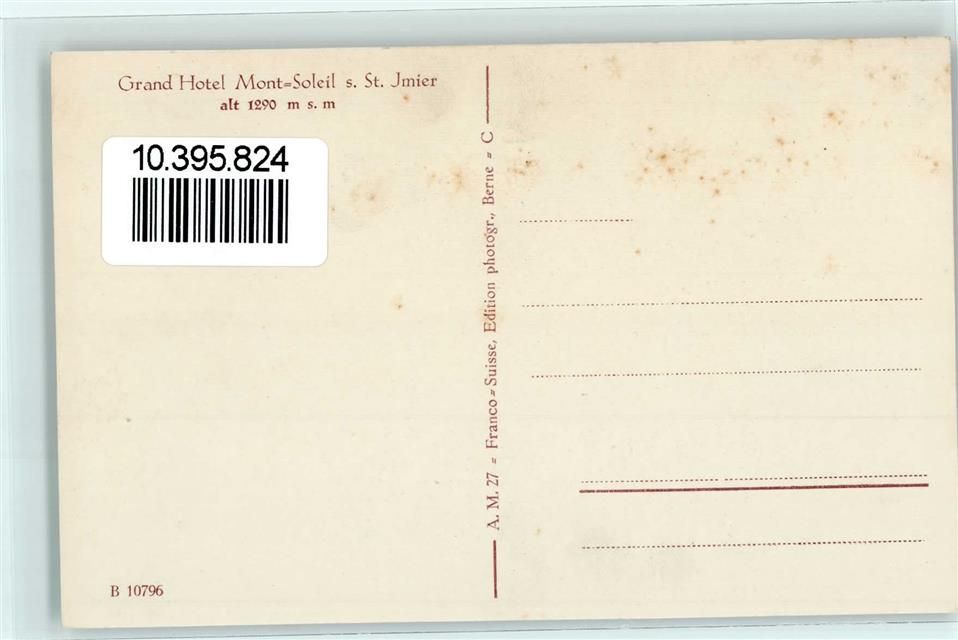 Grand Hotel Mont=Soleil s. St. Jmier
alt 1290 m s. m
10.395.824
A. M. 27 = Franco=Suisse, Edition photogr., Berne = C
B 10796